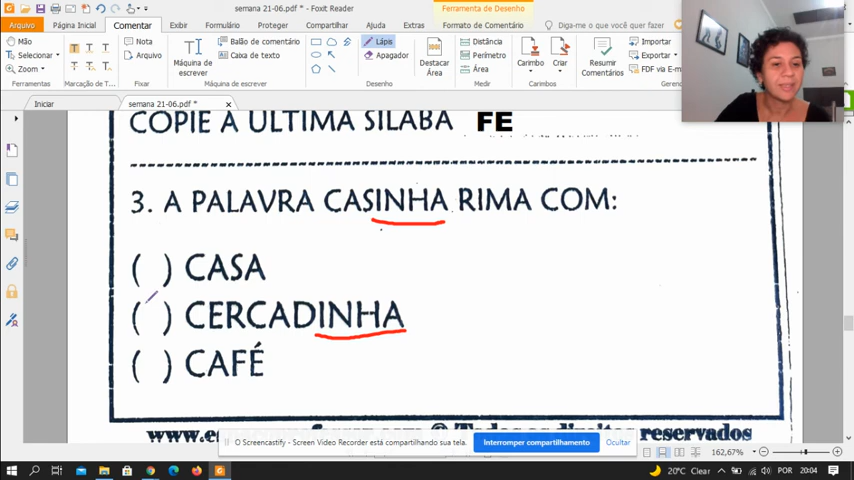 semana 21-06.pdf * - Foxit Reader
Ferramenta de Desenho
Arquivo Página Inicial Comentar Exibir Formulário Proteger Compartilhar Ajuda Extras Formato de Comentário Diga-me o que quer fazer...
Mão
Selecionar
Zoom
Ferramentas
Marcação de T
Nota
Arquivo
Fixar
Máquina de escrever
Balão de comentário
Caixa de texto
Máquina de escrever
Lápis
Apagador
Desenho
Destacar Área
Distância
Perímetro
Área
Medir
Carimbo
Criar
Carimbos
Resumir Comentários
Importar
Exportar
FDF via E-m
Gerenciar Comentários
Iniciar
semana 21-06.pdf *
COPIE A ÚLTIMA SÍLABA FE
3. A PALAVRA CASINHA RIMA COM:
( ) CASA
( ) CERCADINHA
( ) CAFÉ
reservados
O Screencastify - Screen Video Recorder está compartilhando sua tela.
Interromper compartilhamento
Ocultar
162,67%
20°C Clear
POR
20:04